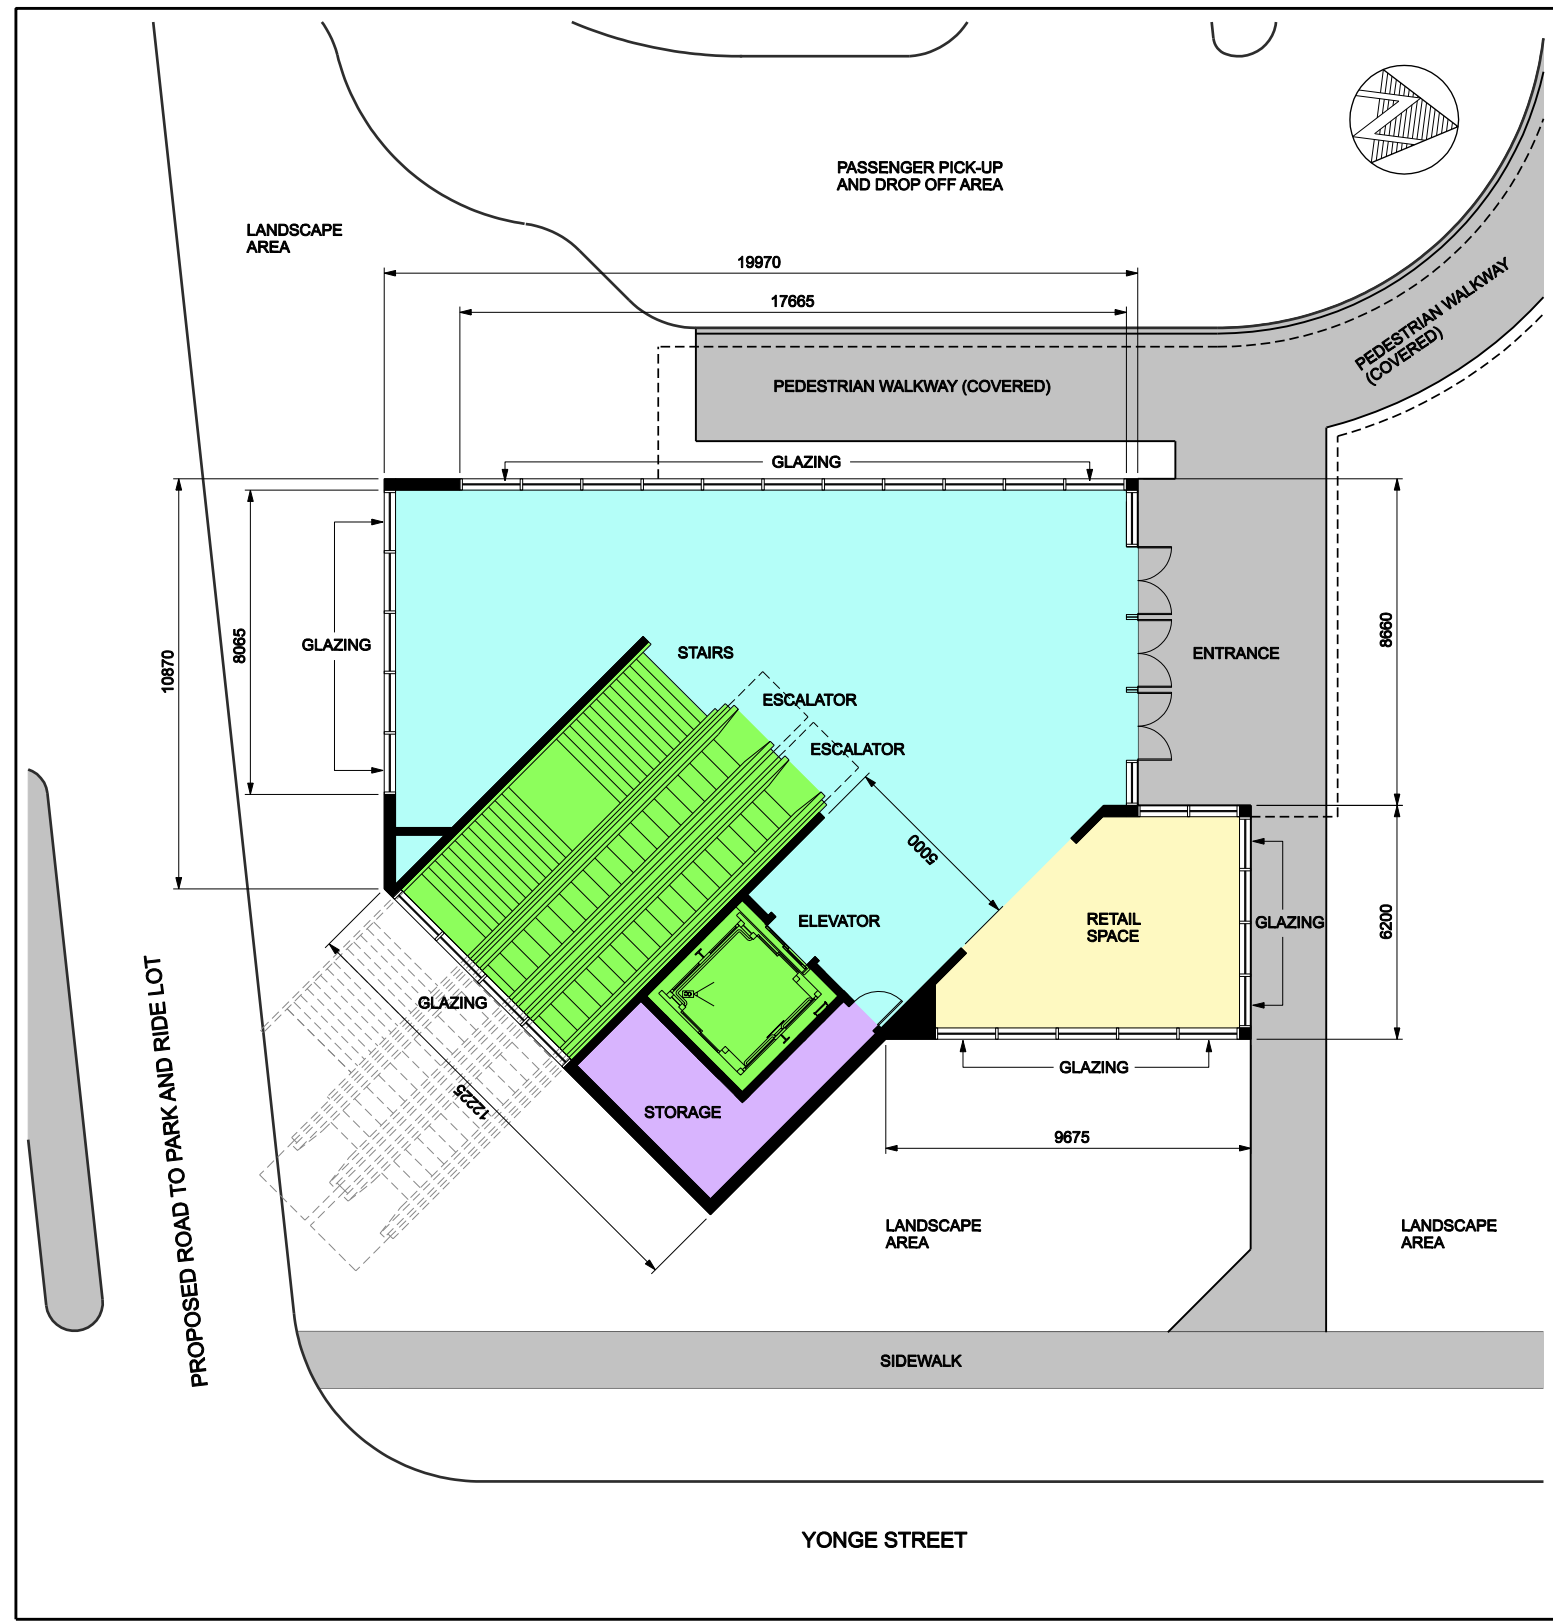 PASSENGER PICK-UP
AND DROP OFF AREA
LANDSCAPE
AREA
19970
17665
PEDESTRIAN WALKWAY
(COVERED)
PEDESTRIAN WALKWAY (COVERED)
GLAZING
10870
8065
GLAZING
STAIRS
ESCALATOR
ESCALATOR
ENTRANCE
8660
5000
ELEVATOR
RETAIL
SPACE
GLAZING
6200
GLAZING
12225
STORAGE
GLAZING
9675
LANDSCAPE
AREA
LANDSCAPE
AREA
PROPOSED ROAD TO PARK AND RIDE LOT
SIDEWALK
YONGE STREET